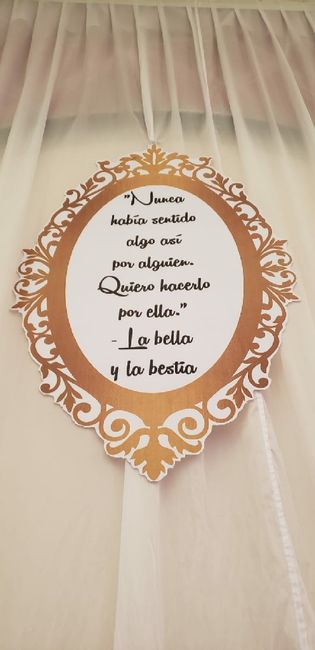 "Nunca
había sentido
algo así
por alguien.
Quiero hacerlo
por ella."
- La bella
y la bestia